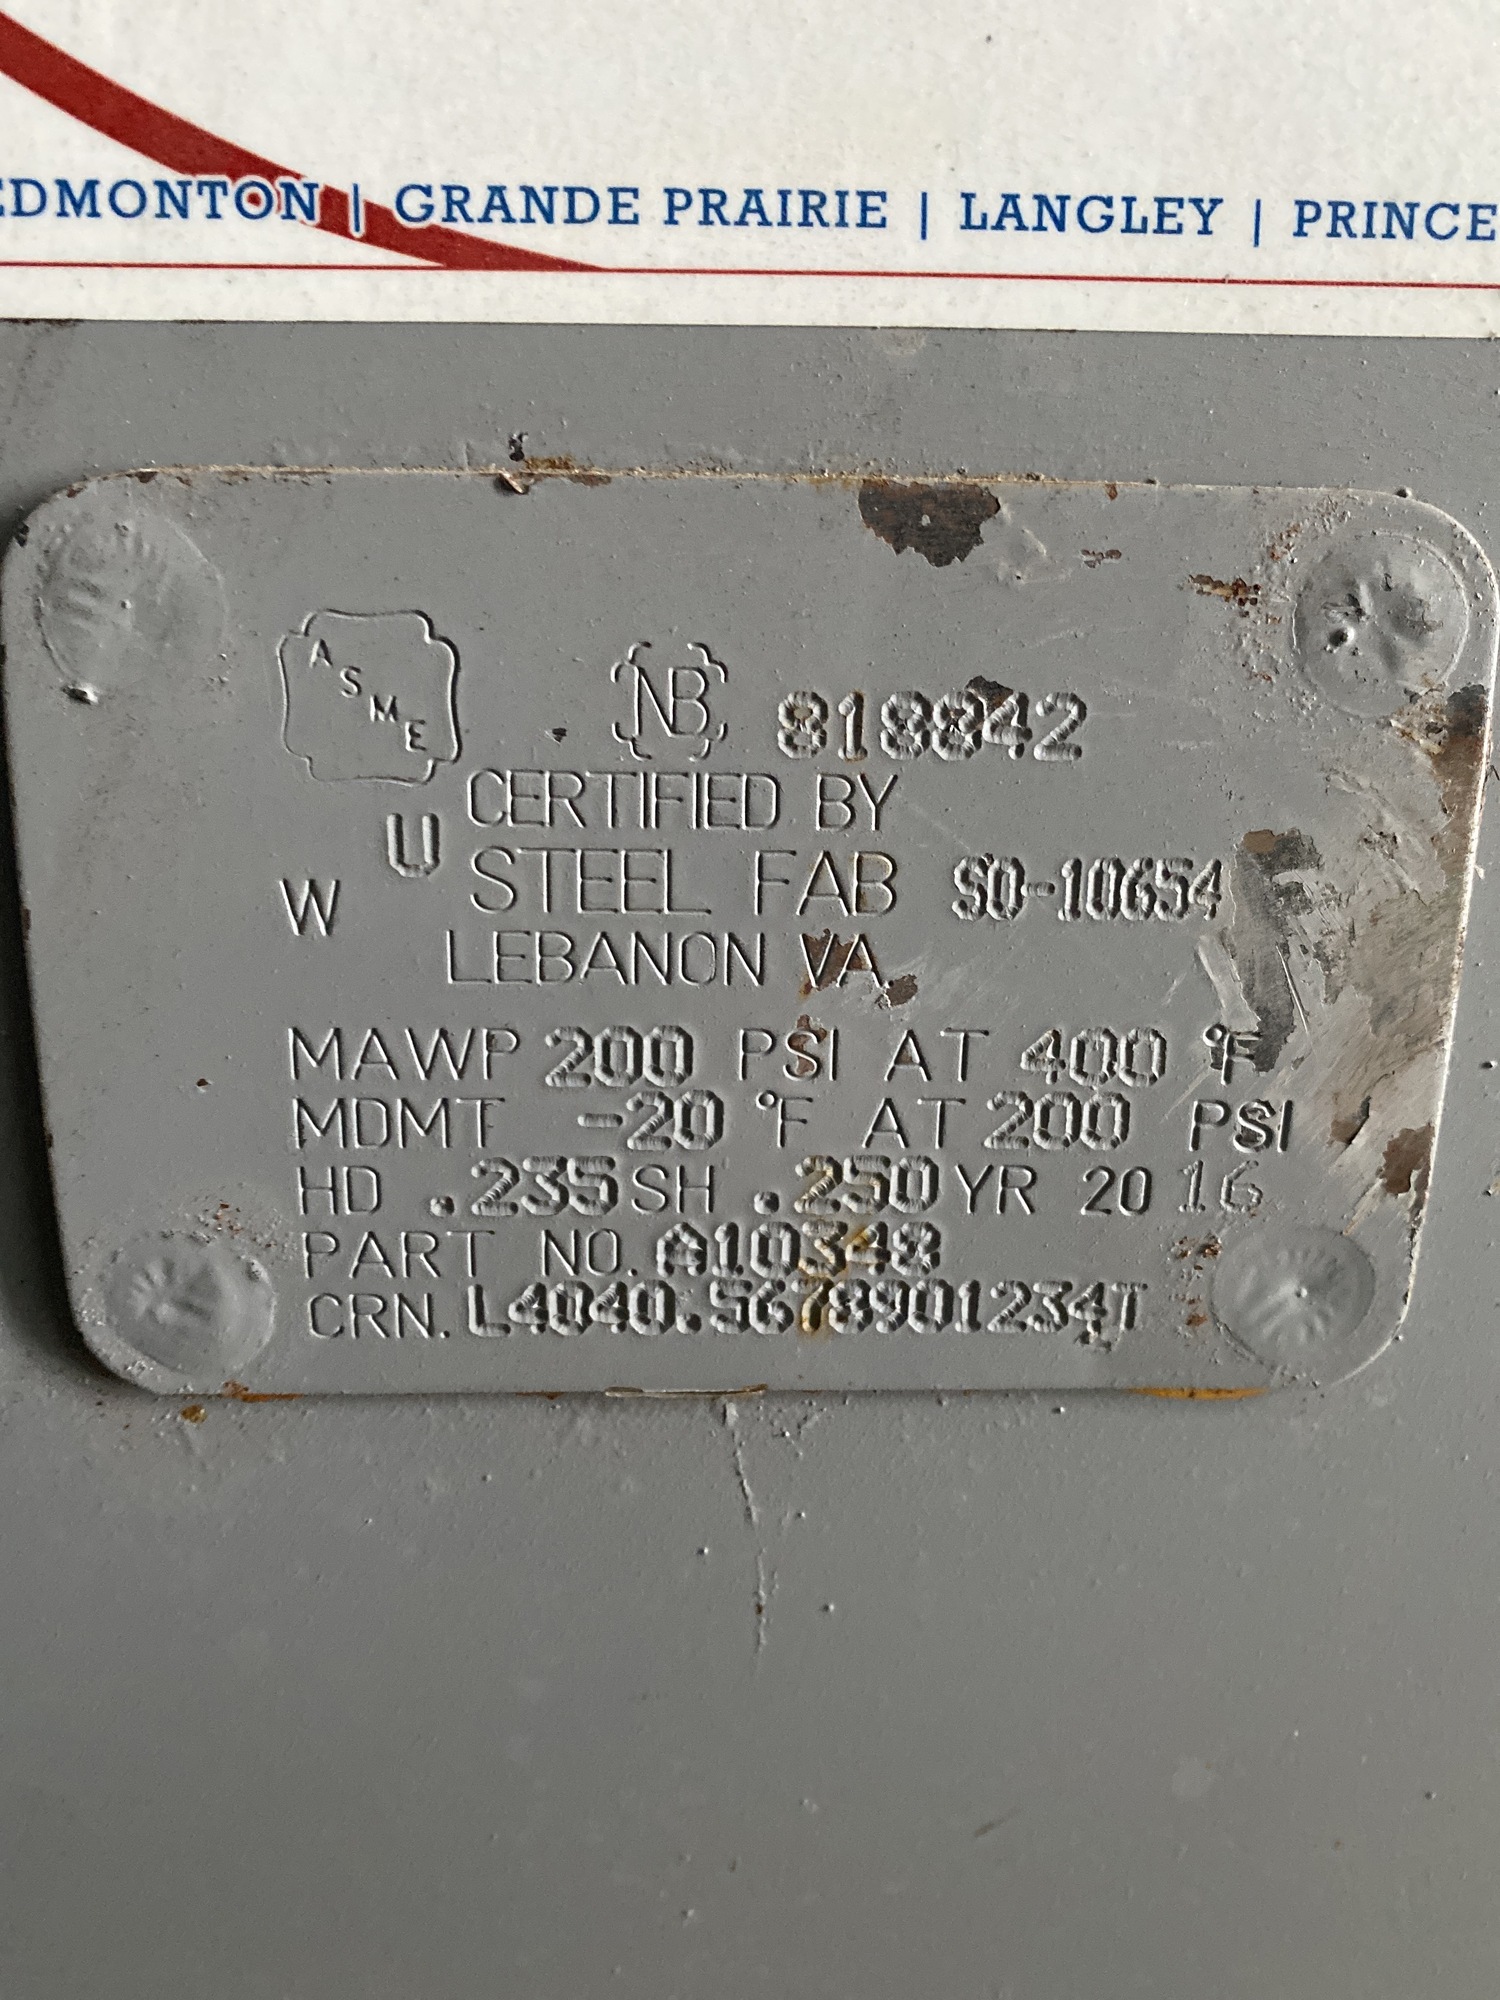 EDMONTON | GRANDE PRAIRIE | LANGLEY | PRINCE
ASME
NB 818842
CERTIFIED BY
U
W
STEEL FAB SO-10654
LEBANON VA.
MAWP 200 PSI AT 400 °F
MDMT -20 °F AT 200 PSI
HD .235 SH .250 YR 2016
PART NO. A10348
CRN. L4040.5678901234T